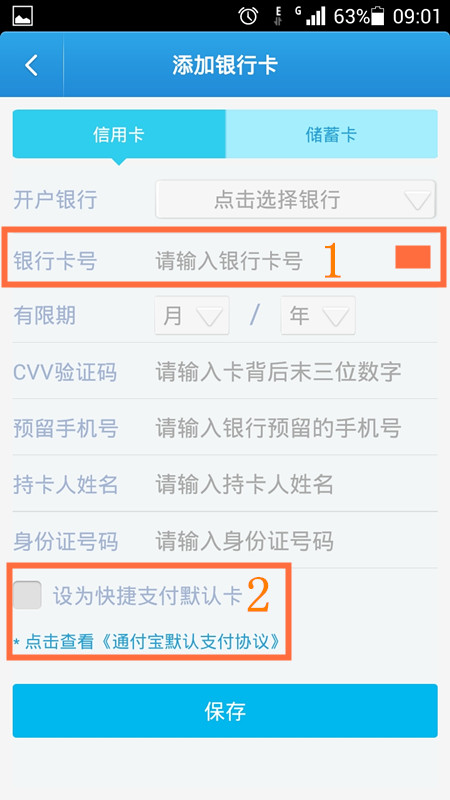 E G 63% 09:01
添加银行卡
信用卡 储蓄卡
开户银行 点击选择银行
银行卡号 请输入银行卡号 1
有限期 月 / 年
CVV验证码 请输入卡背后末三位数字
预留手机号 请输入银行预留的手机号
持卡人姓名 请输入持卡人姓名
身份证号码 请输入身份证号码
设为快捷支付默认卡 2
* 点击查看《通付宝默认支付协议》
保存